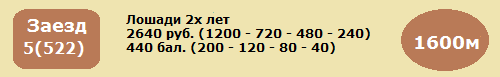 Заезд
5(522)
Лошади 2х лет
2640 руб. (1200 - 720 - 480 - 240)
440 бал. (200 - 120 - 80 - 40)
1600м